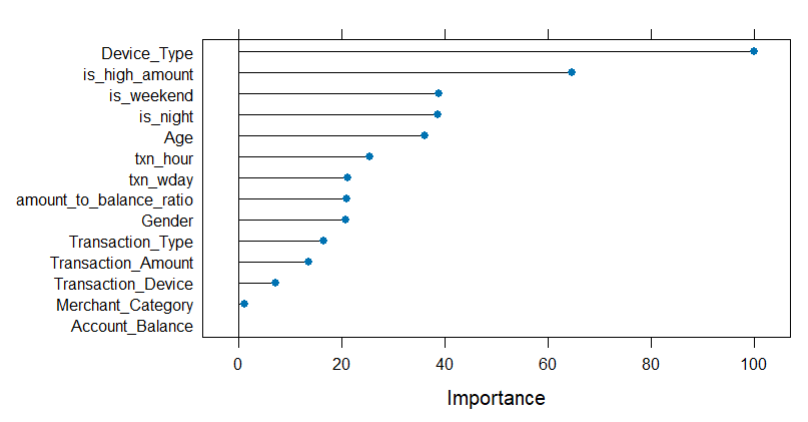 Device_Type
is_high_amount
is_weekend
is_night
Age
txn_hour
txn_wday
amount_to_balance_ratio
Gender
Transaction_Type
Transaction_Amount
Transaction_Device
Merchant_Category
Account_Balance
0 20 40 60 80 100
Importance